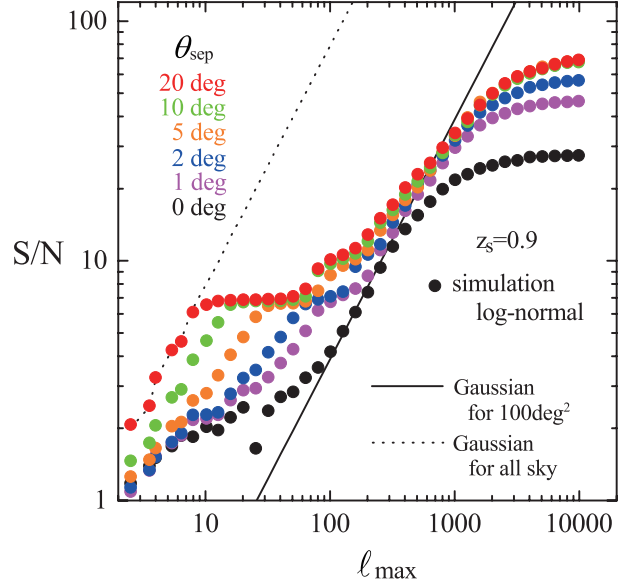 100
θsep
20 deg
10 deg
5 deg
2 deg
1 deg
0 deg
S/N
10
zs=0.9
simulation
log-normal
Gaussian
for 100deg²
Gaussian
for all sky
1
10
100
1000
10000
ℓmax